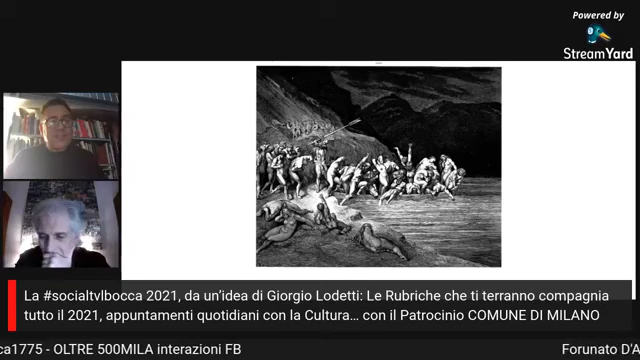 Powered by
StreamYard
La #socialtvlbocca 2021, da un'idea di Giorgio Lodetti: Le Rubriche che ti terranno compagnia
tutto il 2021, appuntamenti quotidiani con la Cultura... con il Patrocinio COMUNE DI MILANO
ca1775 - OLTRE 500MILA interazioni FB
Forunato D'A